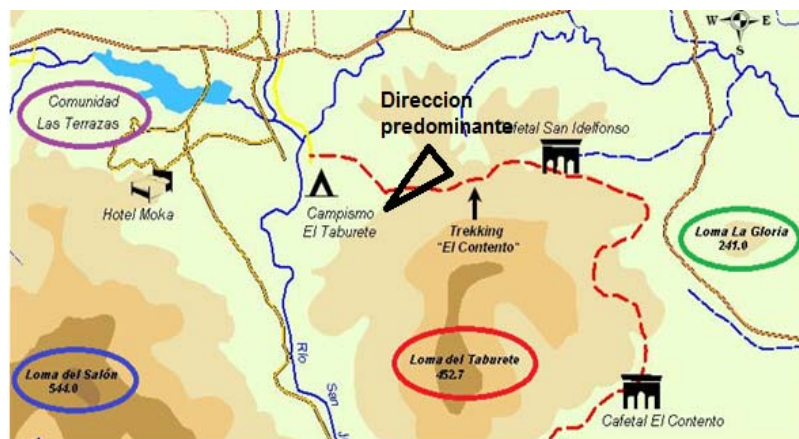 W
E
S
Comunidad
Las Terrazas
Direccion
predominante
Cafetal San Idelfonso
Hotel Moka
Campismo
El Taburete
Trekking
"El Contento"
Loma La Gloria
241.0
Río
San
J
Loma del Salón
544.0
Loma del Taburete
452.7
Cafetal El Contento